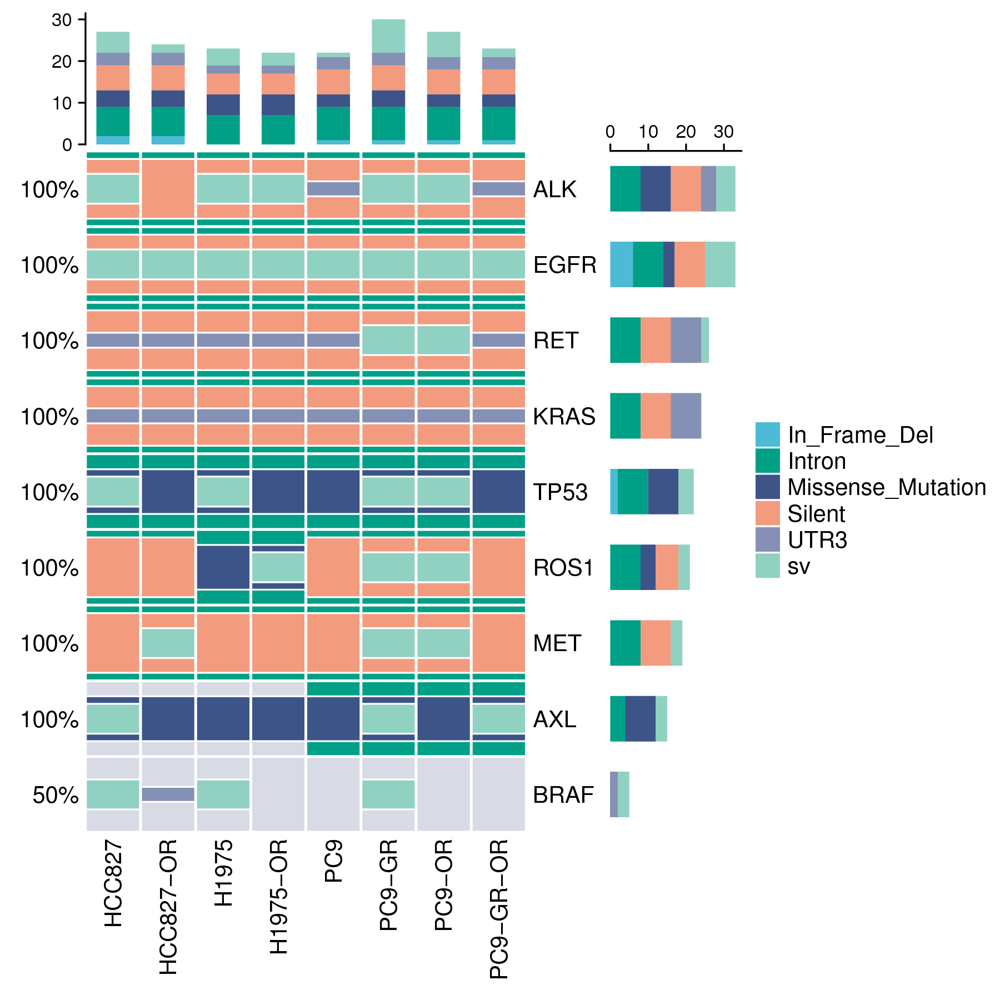 30
20
10
0
0 10 20 30
100% ALK
100% EGFR
100% RET
100% KRAS
100% TP53
100% ROS1
100% MET
100% AXL
50% BRAF
In_Frame_Del
Intron
Missense_Mutation
Silent
UTR3
sv
HCC827
HCC827−OR
H1975
H1975−OR
PC9
PC9−GR
PC9−OR
PC9−GR−OR